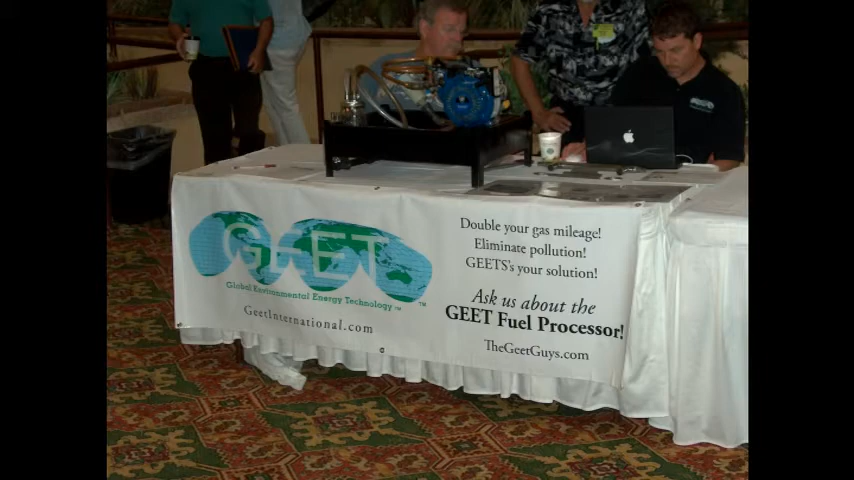 GEET
Global Environmental Energy Technology™
GeetInternational.com
Double your gas mileage!
Eliminate pollution!
GEETS's your solution!
Ask us about the
GEET Fuel Processor!
TheGeetGuys.com